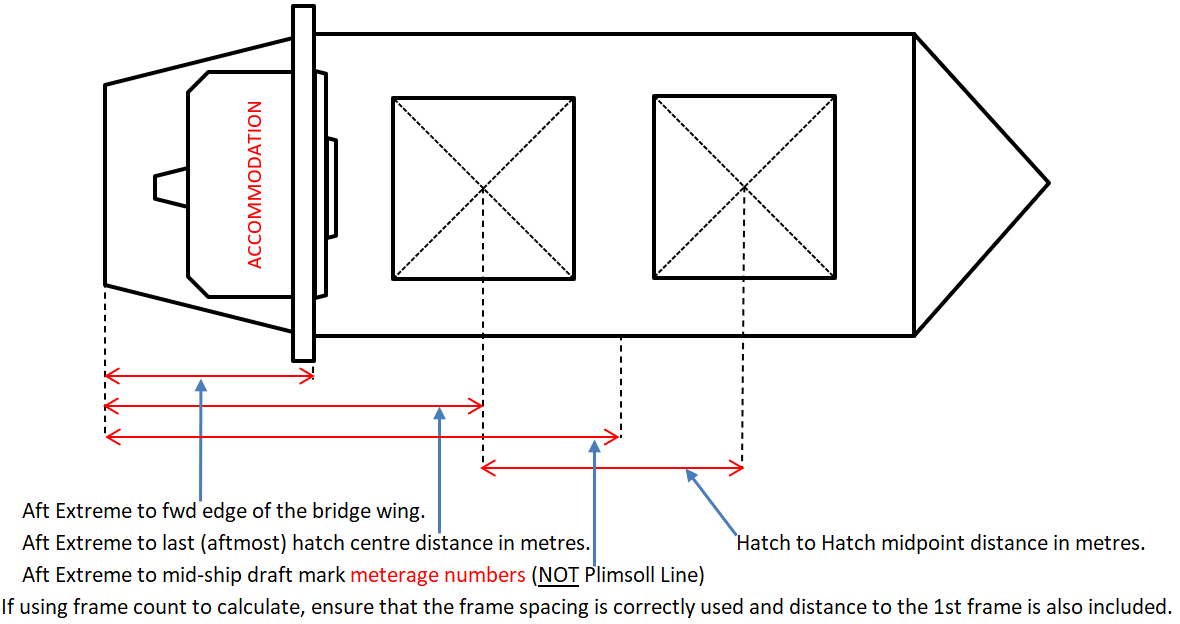 ACCOMMODATION
Aft Extreme to fwd edge of the bridge wing.
Aft Extreme to last (aftmost) hatch centre distance in metres.
Hatch to Hatch midpoint distance in metres.
Aft Extreme to mid-ship draft mark meterage numbers (NOT Plimsoll Line)
If using frame count to calculate, ensure that the frame spacing is correctly used and distance to the 1st frame is also included.